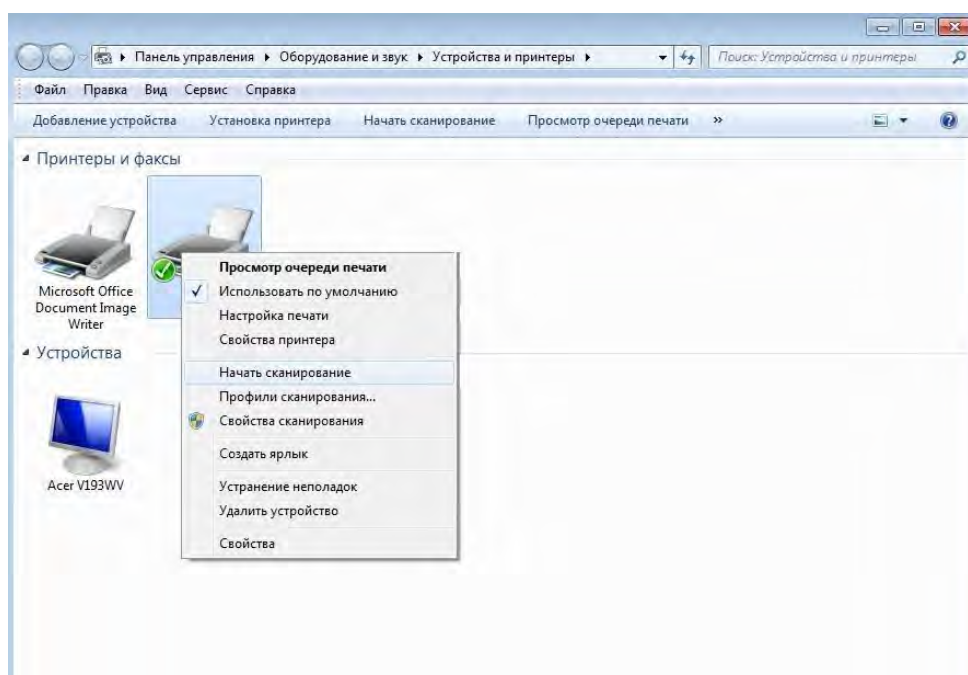 Панель управления ▸ Оборудование и звук ▸ Устройства и принтеры ▸
Поиск: Устройства и принтеры
Файл Правка Вид Сервис Справка
Добавление устройства Установка принтера Начать сканирование Просмотр очереди печати »
Принтеры и факсы
Microsoft Office
Document Image
Writer
Просмотр очереди печати
Использовать по умолчанию
Настройка печати
Свойства принтера
Начать сканирование
Профили сканирования...
Свойства сканирования
Создать ярлык
Устранение неполадок
Удалить устройство
Свойства
Устройства
Acer V193WV